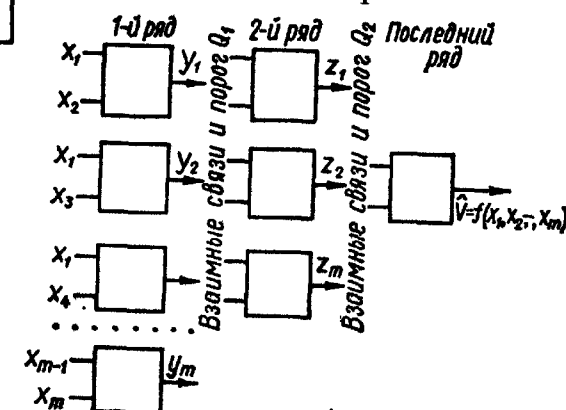 1-й ряд
2-й ряд
Последний
ряд
x₁
x₂
y₁
Взаимные связи и порог Q₁
z₁
Взаимные связи и порог Q₂
x₁
x₃
y₂
z₂
V̂=f(x₁,x₂-,xₘ)
x₁
x₄
zₘ
xₘ₋₁
xₘ
yₘ